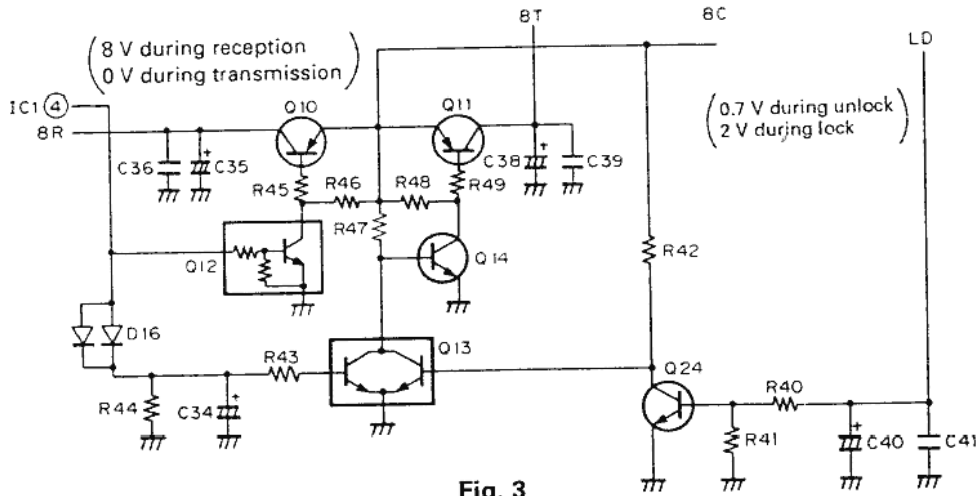 8T
8C
LD
8 V during reception
0 V during transmission
IC1 4
8R
Q10
Q11
0.7 V during unlock
2 V during lock
C36
C35
C38
C39
R45
R46
R48
R49
R47
Q12
Q14
R42
D16
Q13
R43
Q24
R40
R44
C34
R41
C40
C41
Fig. 3